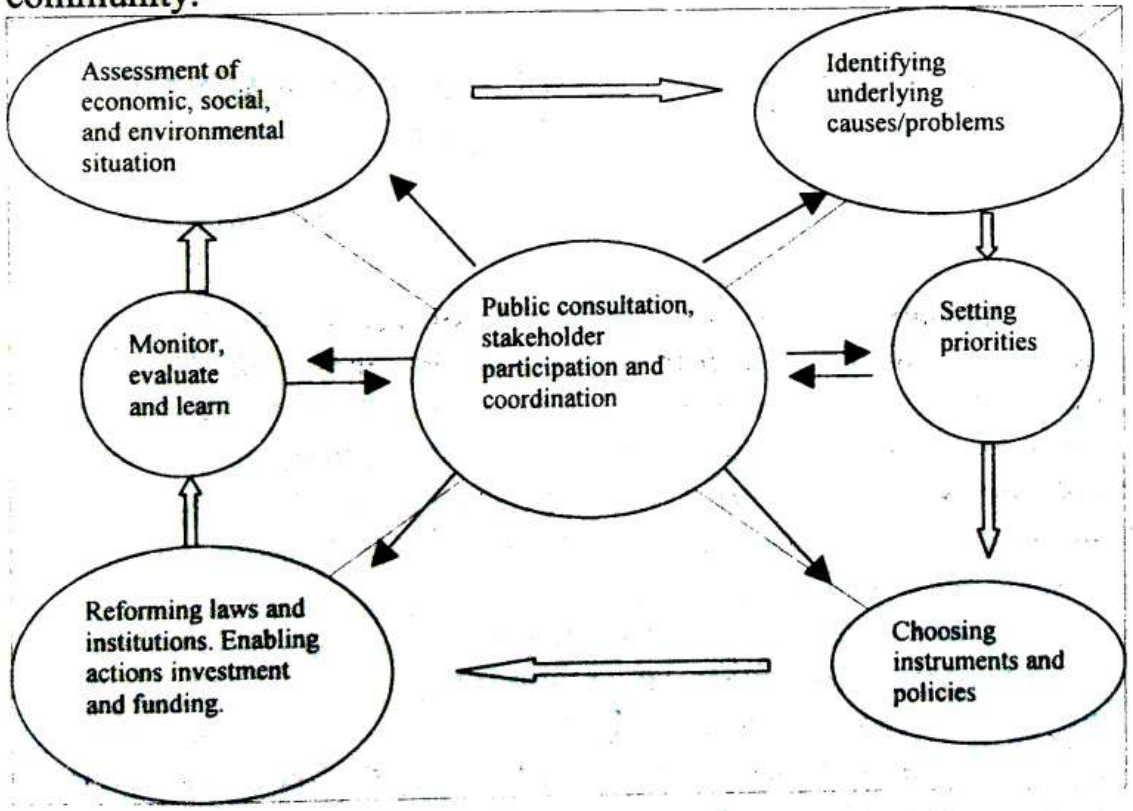 community.
Assessment of
economic, social,
and environmental
situation
Identifying
underlying
causes/problems
Public consultation,
stakeholder
participation and
coordination
Setting
priorities
Monitor,
evaluate
and learn
Reforming laws and
institutions. Enabling
actions investment
and funding.
Choosing
instruments and
policies